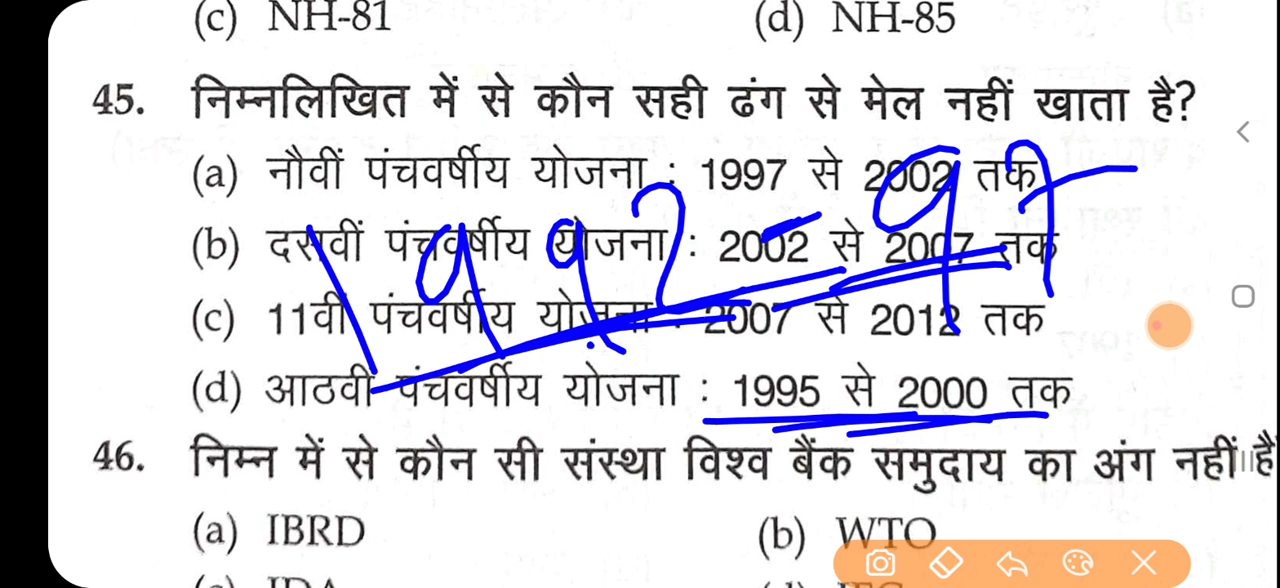 (c) NH-81 (d) NH-85
45. निम्नलिखित में से कौन सही ढंग से मेल नहीं खाता है?
(a) नौवीं पंचवर्षीय योजना : 1997 से 2002 तक
(b) दसवीं पंचवर्षीय योजना : 2002 से 2007 तक
(c) 11वीं पंचवर्षीय योजना : 2007 से 2012 तक
(d) आठवीं पंचवर्षीय योजना : 1995 से 2000 तक
1992-97
46. निम्न में से कौन सी संस्था विश्व बैंक समुदाय का अंग नहीं है
(a) IBRD (b) WTO